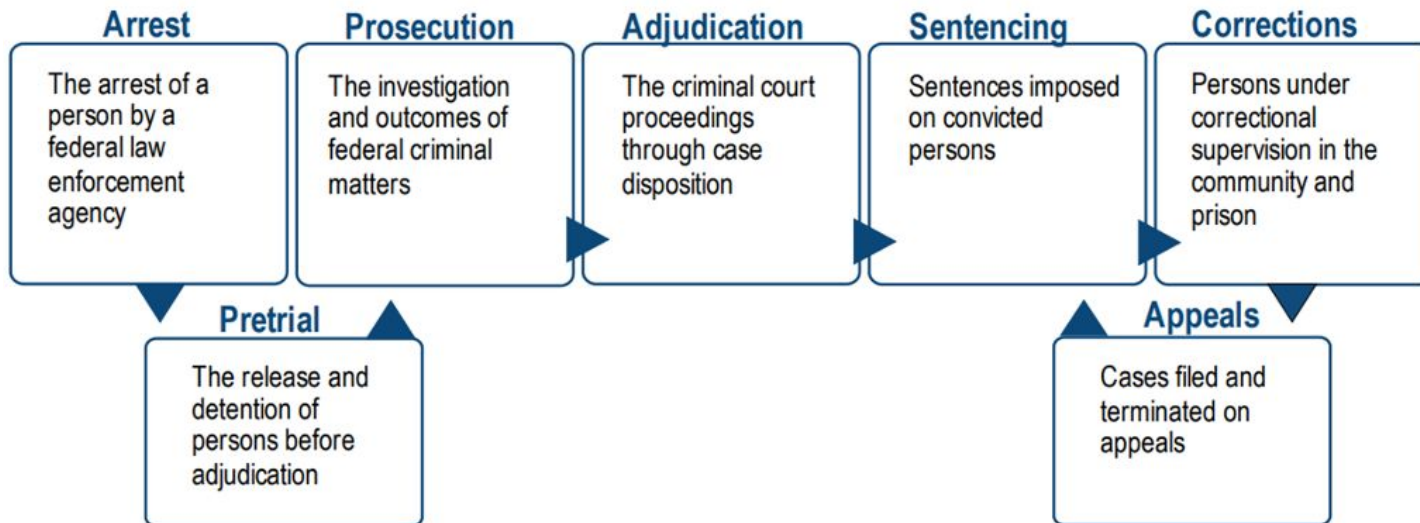 Arrest
The arrest of a
person by a
federal law
enforcement
agency
Prosecution
The investigation
and outcomes of
federal criminal
matters
Adjudication
The criminal court
proceedings
through case
disposition
Sentencing
Sentences imposed
on convicted
persons
Corrections
Persons under
correctional
supervision in the
community and
prison
Pretrial
The release and
detention of
persons before
adjudication
Appeals
Cases filed and
terminated on
appeals